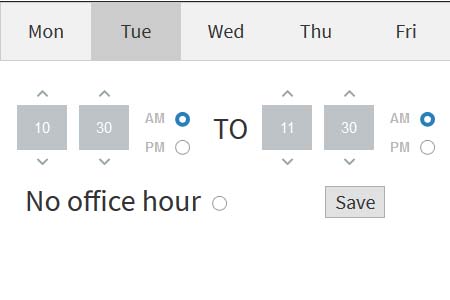 Mon Tue Wed Thu Fri
10 30 AM TO 11 30 AM
PM PM
No office hour Save